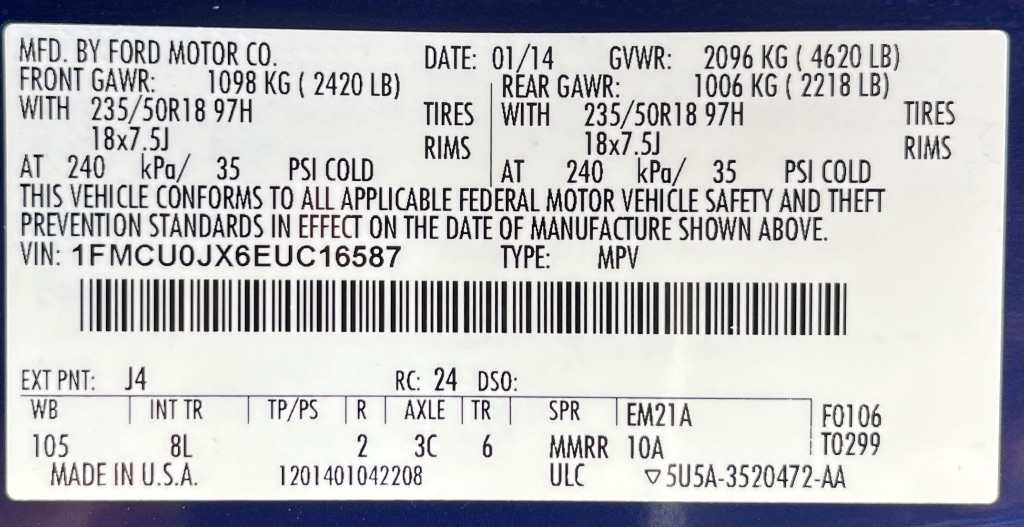 MFD. BY FORD MOTOR CO. DATE: 01/14 GVWR: 2096 KG ( 4620 LB)
FRONT GAWR: 1098 KG ( 2420 LB) REAR GAWR: 1006 KG ( 2218 LB)
WITH 235/50R18 97H TIRES WITH 235/50R18 97H TIRES
18x7.5J RIMS 18x7.5J RIMS
AT 240 kPa/ 35 PSI COLD AT 240 kPa/ 35 PSI COLD
THIS VEHICLE CONFORMS TO ALL APPLICABLE FEDERAL MOTOR VEHICLE SAFETY AND THEFT
PREVENTION STANDARDS IN EFFECT ON THE DATE OF MANUFACTURE SHOWN ABOVE.
VIN: 1FMCU0JX6EUC16587 TYPE: MPV
EXT PNT: J4 RC: 24 DSO:
WB INT TR TP/PS R AXLE TR SPR EM21A F0106
105 8L 2 3C 6 MMRR 10A T0299
MADE IN U.S.A. 1201401042208 ULC ▽5U5A-3520472-AA